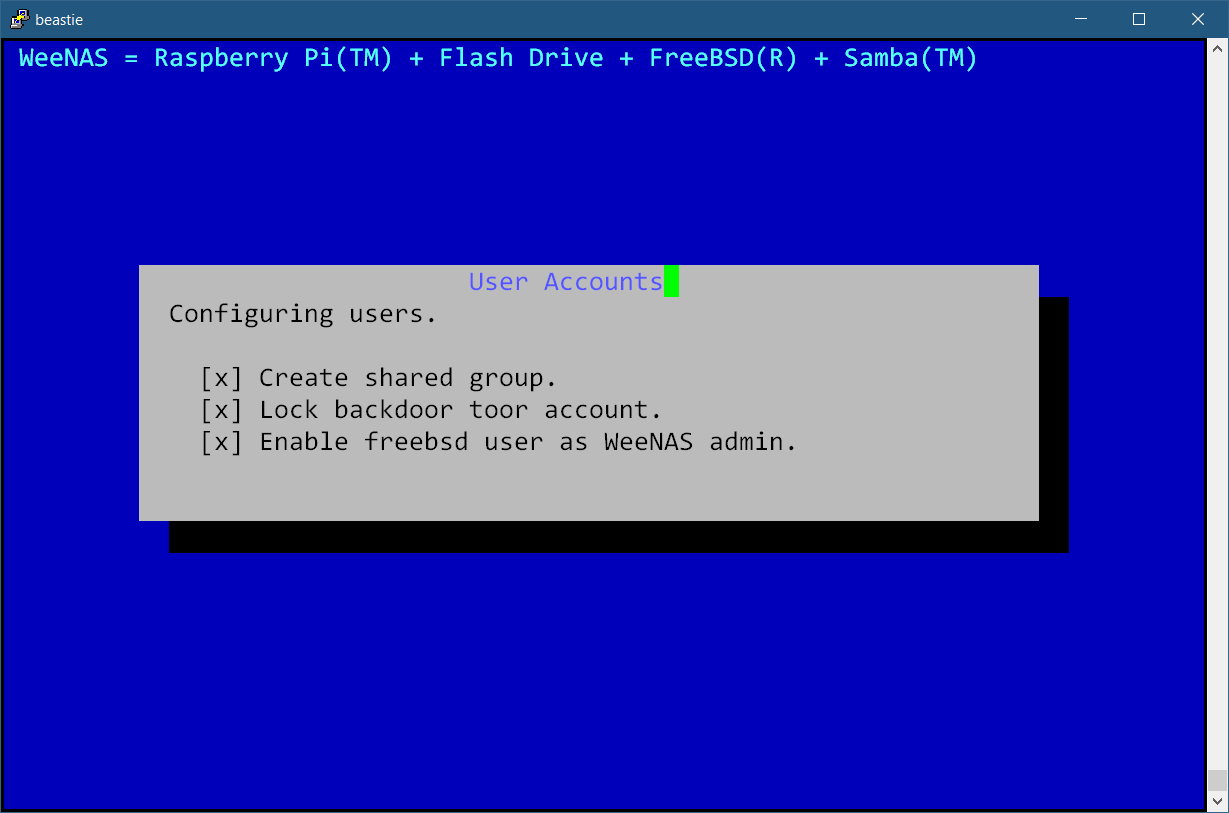 beastie
WeeNAS = Raspberry Pi(TM) + Flash Drive + FreeBSD(R) + Samba(TM)
User Accounts
Configuring users.
[x] Create shared group.
[x] Lock backdoor toor account.
[x] Enable freebsd user as WeeNAS admin.